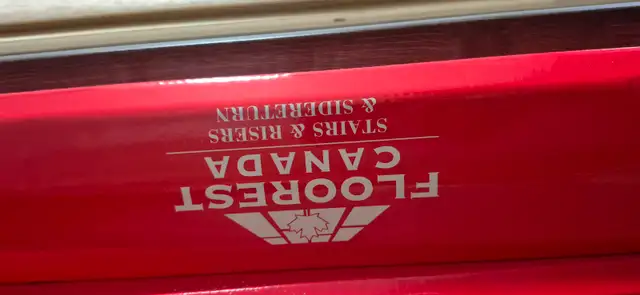 FLOOREST
CANADA
STAIRS & RISERS
& SIDERETURN